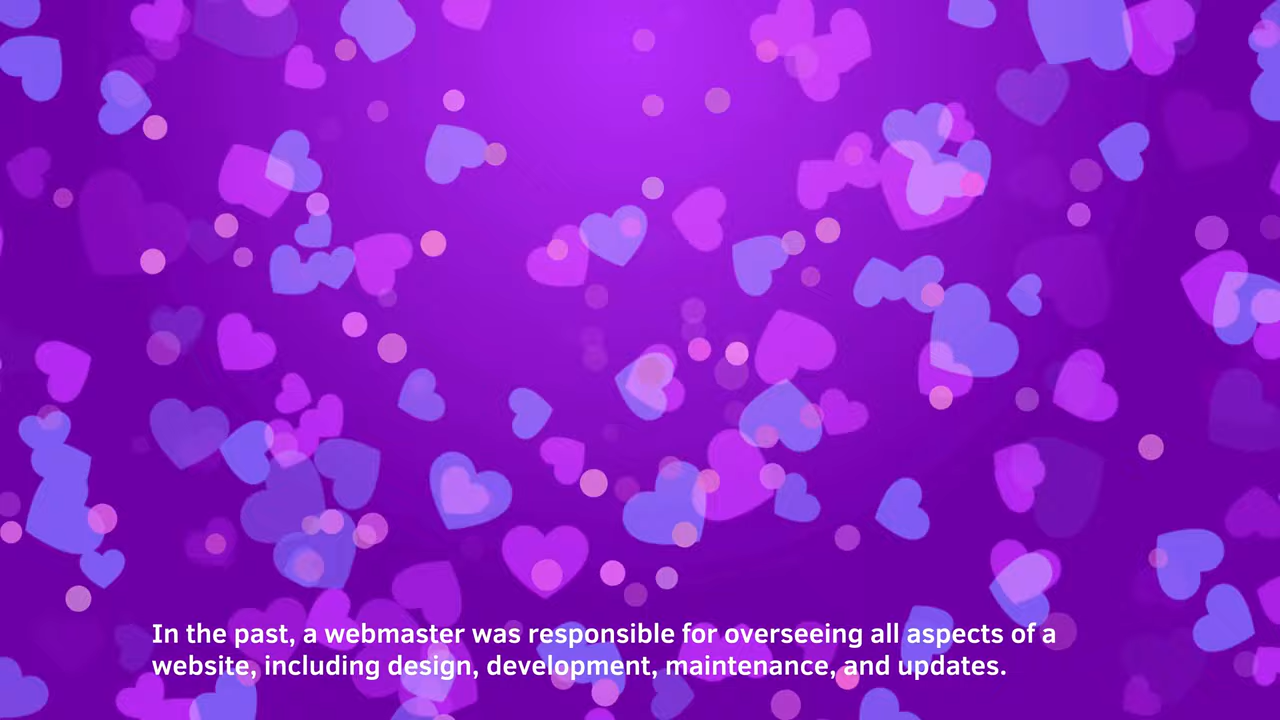 In the past, a webmaster was responsible for overseeing all aspects of a
website, including design, development, maintenance, and updates.